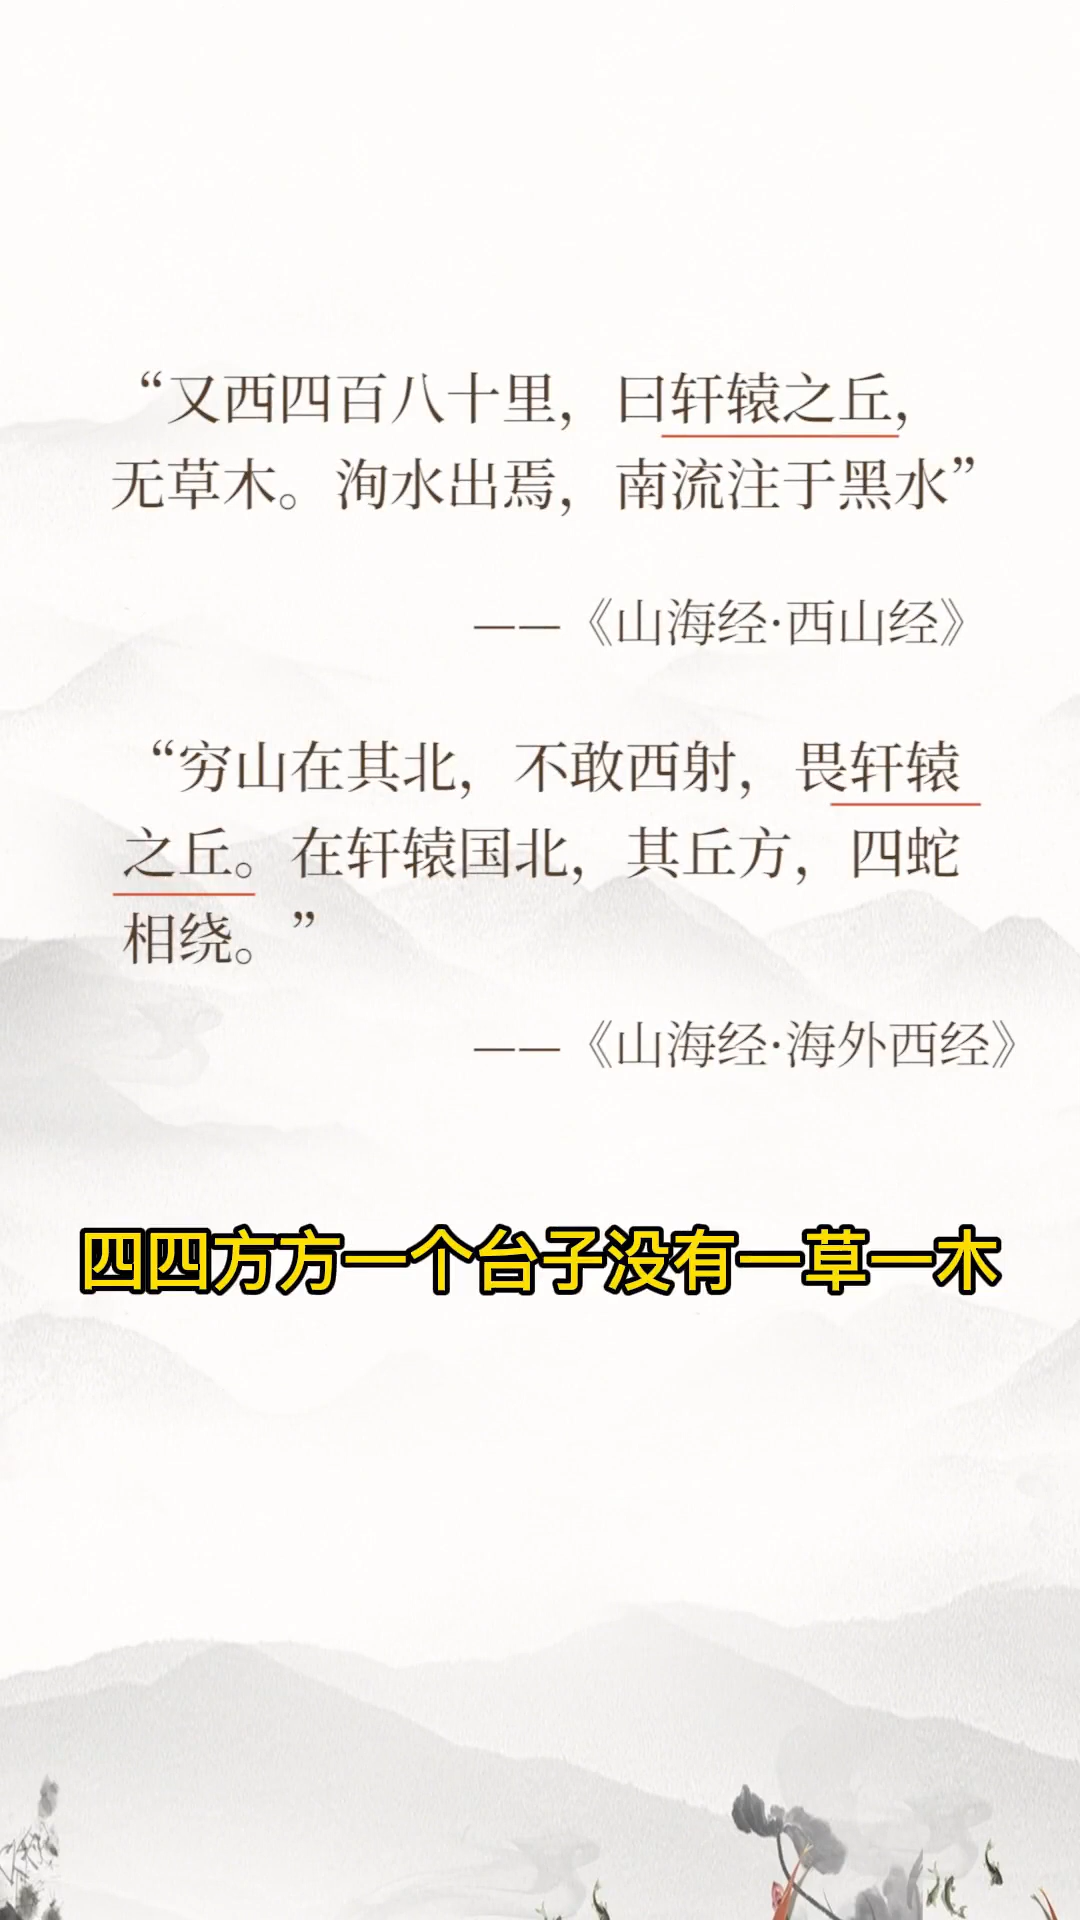 “又西四百八十里，曰轩辕之丘，
无草木。洵水出焉，南流注于黑水”
——《山海经·西山经》
“穷山在其北，不敢西射，畏轩辕
之丘。在轩辕国北，其丘方，四蛇
相绕。”
——《山海经·海外西经》
四四方方一个台子没有一草一木